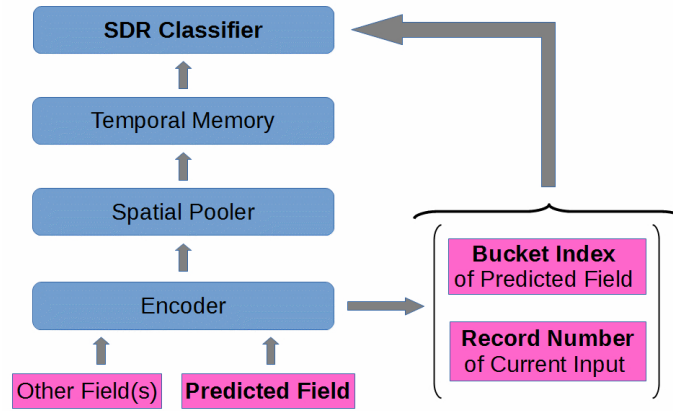 SDR Classifier
Temporal Memory
Spatial Pooler
Encoder
Other Field(s)
Predicted Field
Bucket Index
of Predicted Field
Record Number
of Current Input